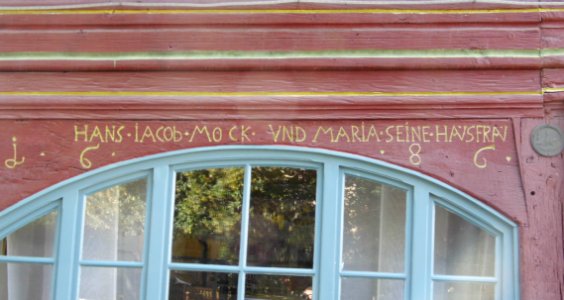 HANS·IACOB·MOCK· VND MARIA·SEINE·HAVSFRAV
1·6·8·6·